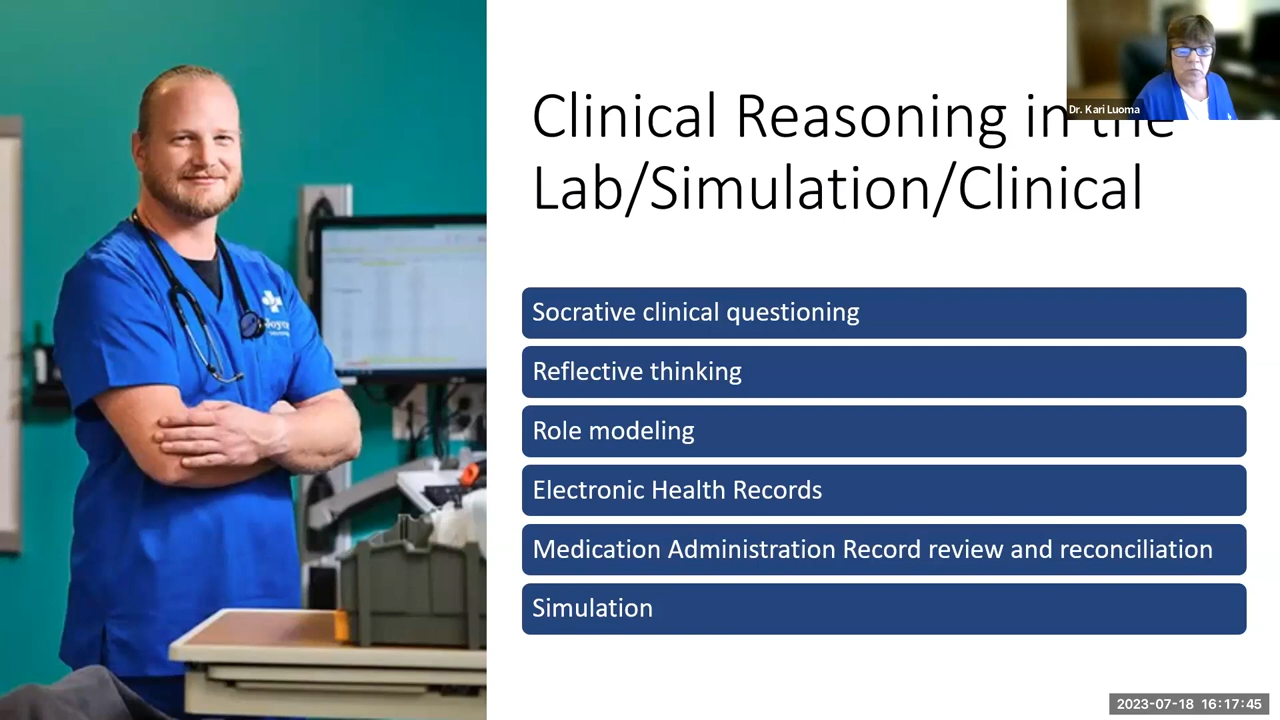 Dr. Kari Luoma
Clinical Reasoning in the
Lab/Simulation/Clinical
Socrative clinical questioning
Reflective thinking
Role modeling
Electronic Health Records
Medication Administration Record review and reconciliation
Simulation
2023-07-18 16:17:45